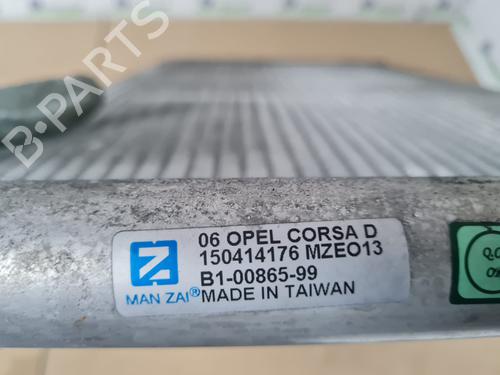 B-PARTS
06 OPEL CORSA D
150414176 MZEO13
B1-00865-99
MAN ZAI® MADE IN TAIWAN
Q.C